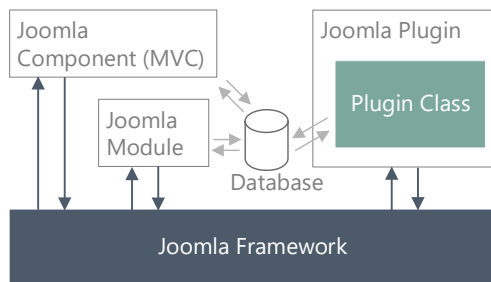 Joomla
Component (MVC)
Joomla Plugin
Plugin Class
Joomla
Module
Database
Joomla Framework